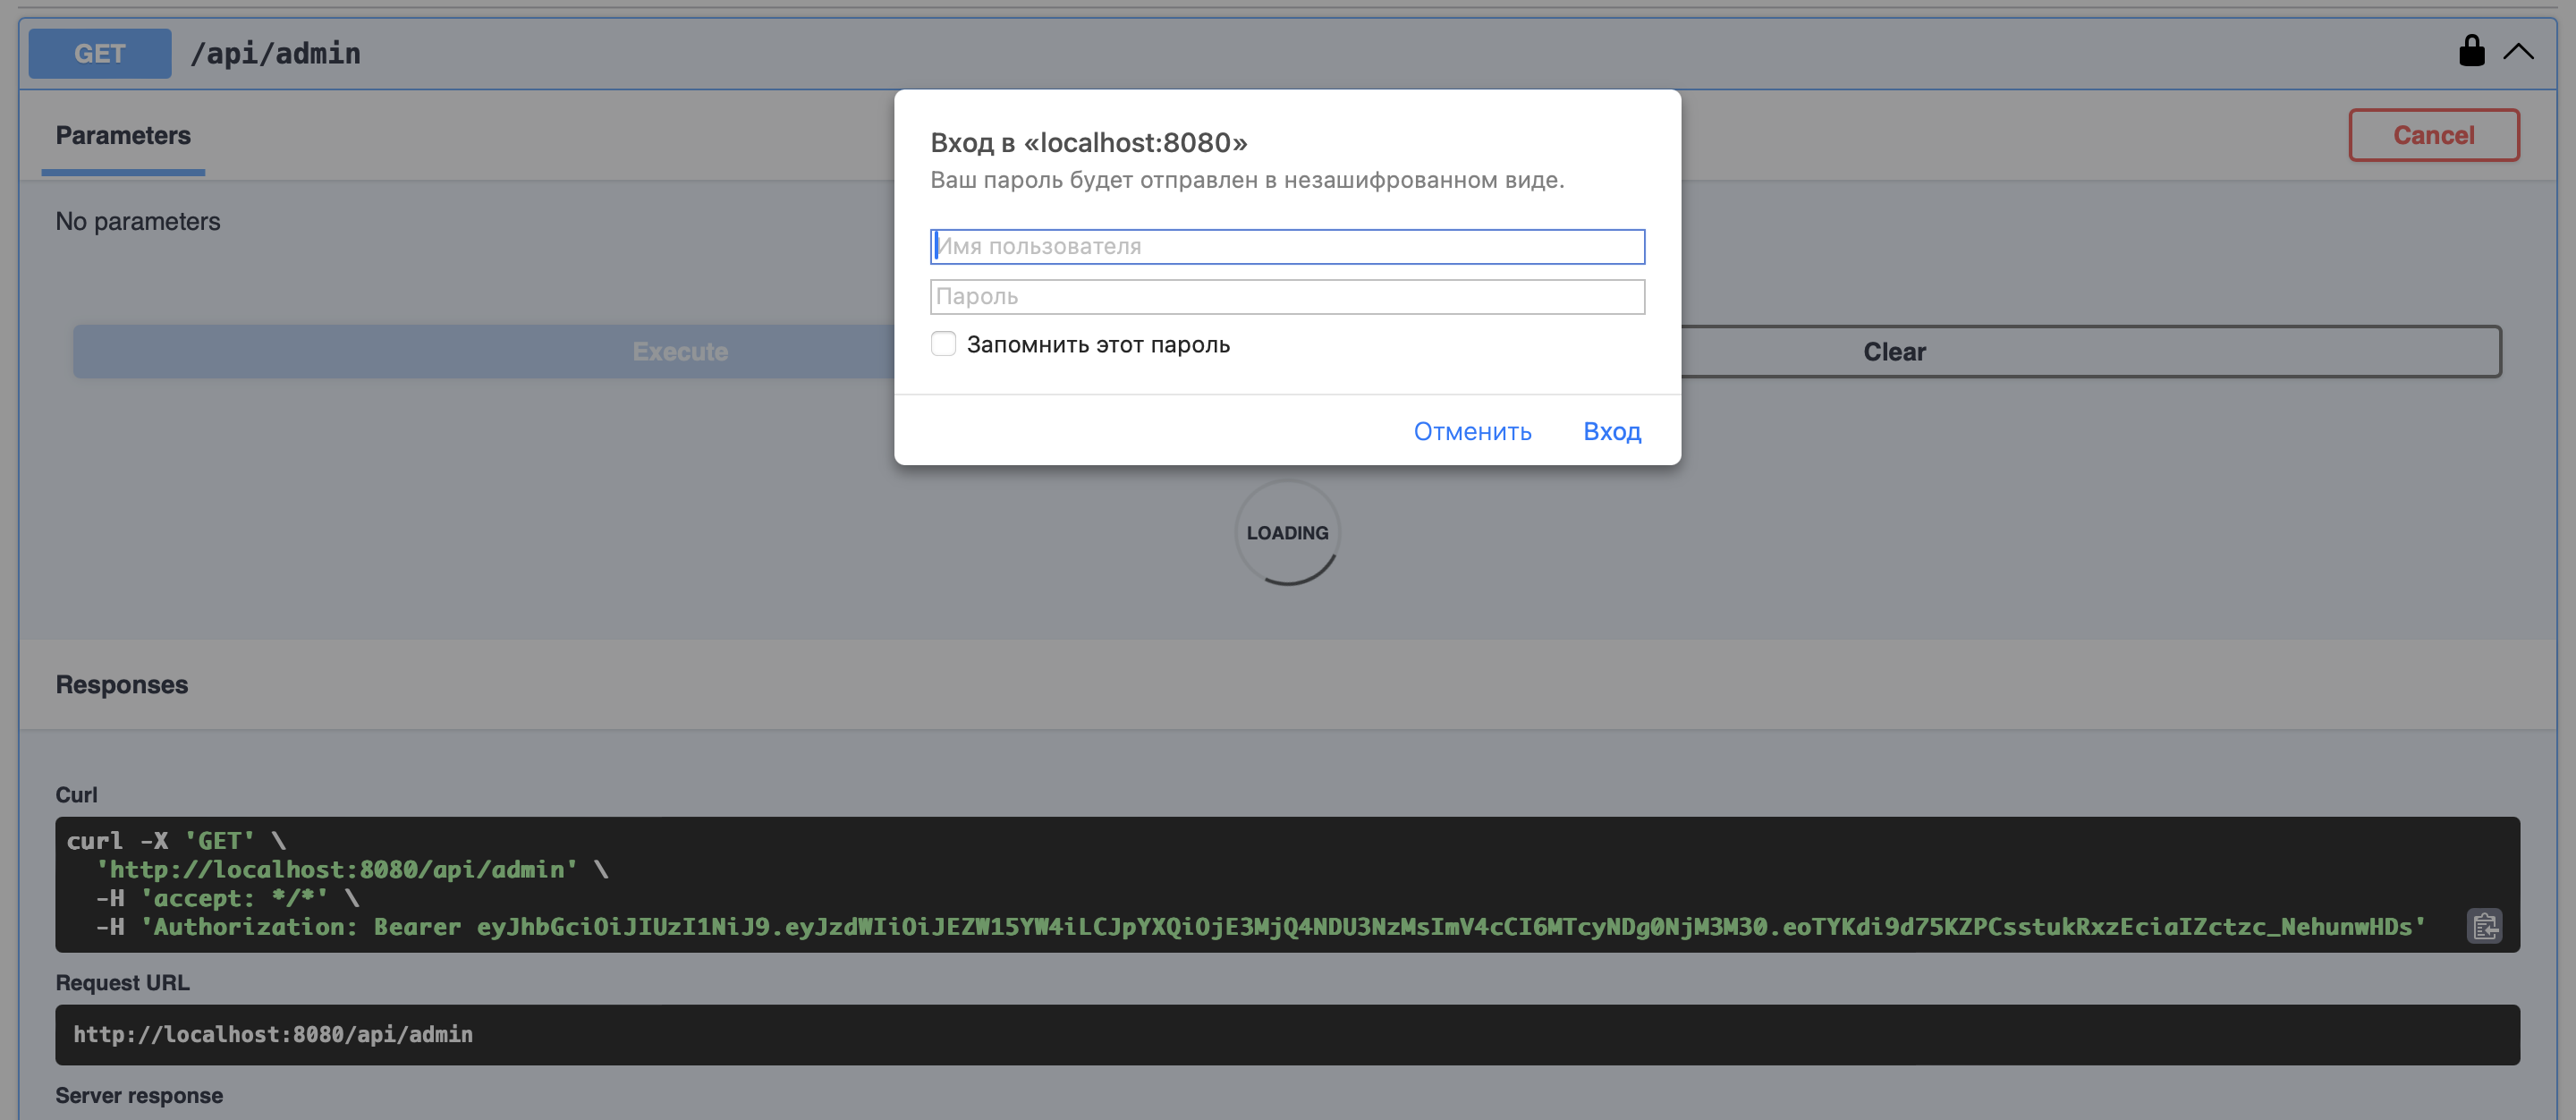 GET /api/admin
Parameters
Cancel
Вход в «localhost:8080»
Ваш пароль будет отправлен в незашифрованном виде.
No parameters
Имя пользователя
Пароль
Запомнить этот пароль
Execute
Clear
Отменить Вход
LOADING
Responses
Curl
curl -X 'GET' \
'http://localhost:8080/api/admin' \
-H 'accept: */*' \
-H 'Authorization: Bearer eyJhbGciOiJIUzI1NiJ9.eyJzdWIiOiJEZW15YW4iLCJpYXQiOjE3MjQ4NDU3NzMsImV4cCI6MTcyNDg0NjM3M30.eoTYKdi9d75KZPCsstukRxzEciaIZctzc_NehunwHDs'
Request URL
http://localhost:8080/api/admin
Server response